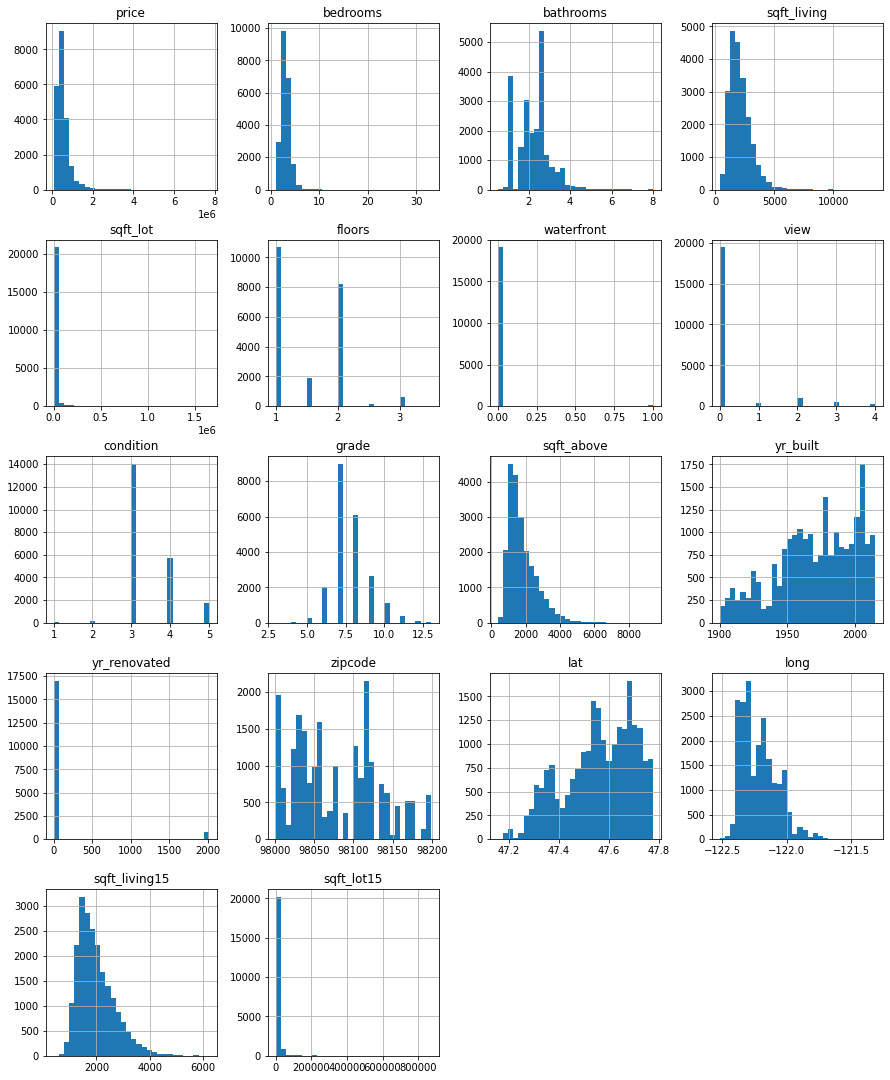 price
8000
6000
4000
2000
0
0 2 4 6 8
1e6
bedrooms
10000
8000
6000
4000
2000
0
0 10 20 30
bathrooms
5000
4000
3000
2000
1000
0
2 4 6 8
sqft_living
5000
4000
3000
2000
1000
0
0 5000 10000
sqft_lot
20000
15000
10000
5000
0
0.0 0.5 1.0 1.5
1e6
floors
10000
8000
6000
4000
2000
0
1 2 3
waterfront
20000
15000
10000
5000
0
0.00 0.25 0.50 0.75 1.00
view
20000
15000
10000
5000
0
0 1 2 3 4
condition
14000
12000
10000
8000
6000
4000
2000
0
1 2 3 4 5
grade
8000
6000
4000
2000
0
2.5 5.0 7.5 10.0 12.5
sqft_above
4000
3000
2000
1000
0
0 2000 4000 6000 8000
yr_built
1750
1500
1250
1000
750
500
250
0
1900 1950 2000
yr_renovated
17500
15000
12500
10000
7500
5000
2500
0
0 500 1000 1500 2000
zipcode
2000
1500
1000
500
0
98000 98050 98100 98150 98200
lat
1500
1250
1000
750
500
250
0
47.2 47.4 47.6 47.8
long
3000
2500
2000
1500
1000
500
0
−122.5 −122.0 −121.5
sqft_living15
3000
2500
2000
1500
1000
500
0
2000 4000 6000
sqft_lot15
20000
15000
10000
5000
0
0 200000 400000 600000 800000